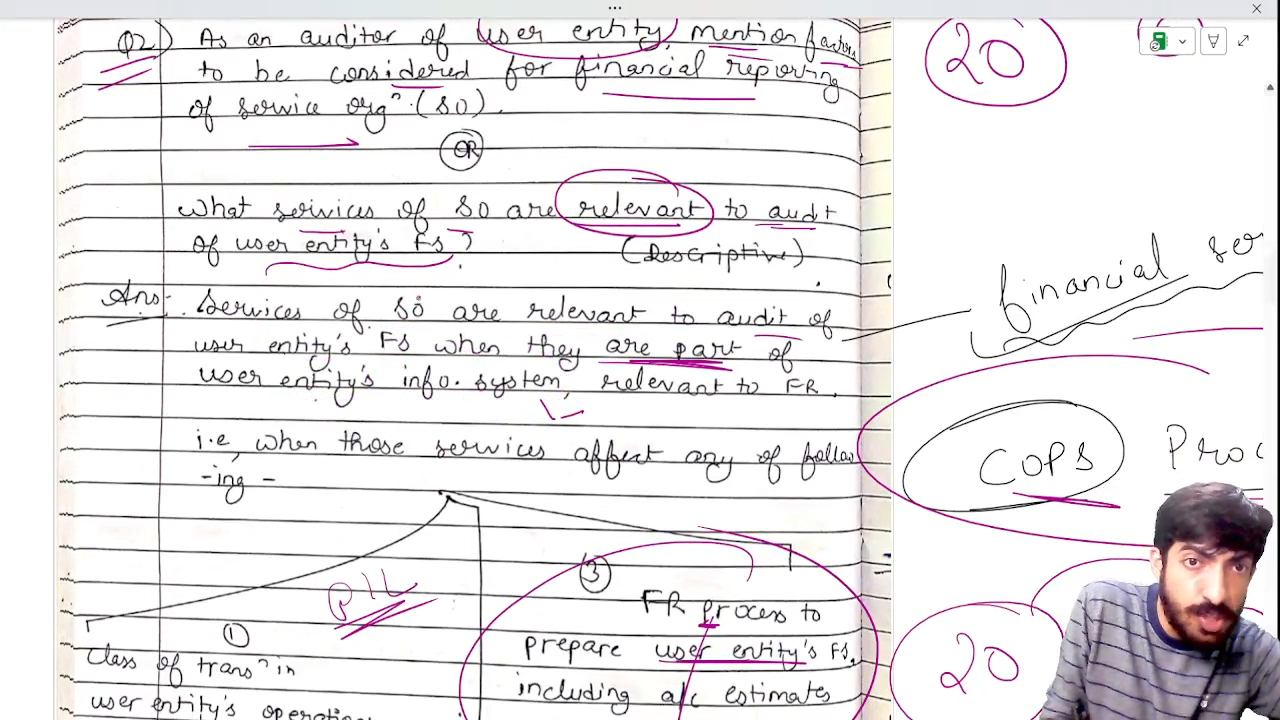 Q2) As an auditor of user entity, mention factors
to be considered for financial reporting
of service orgⁿ. (SO).
OR
What services of SO are relevant to audit
of user entity's FS?
(Descriptive)
Ans:- Services of SO are relevant to audit of
user entity's FS when they are part of
user entity's info. system, relevant to FR.
i.e, when those services affect any of follow
-ing -
P/L
①
Class of transⁿ in
user entity's operation
③
FR process to
prepare user entity's FS,
including a/c estimates
20
financial ser
COPS
Proc
20